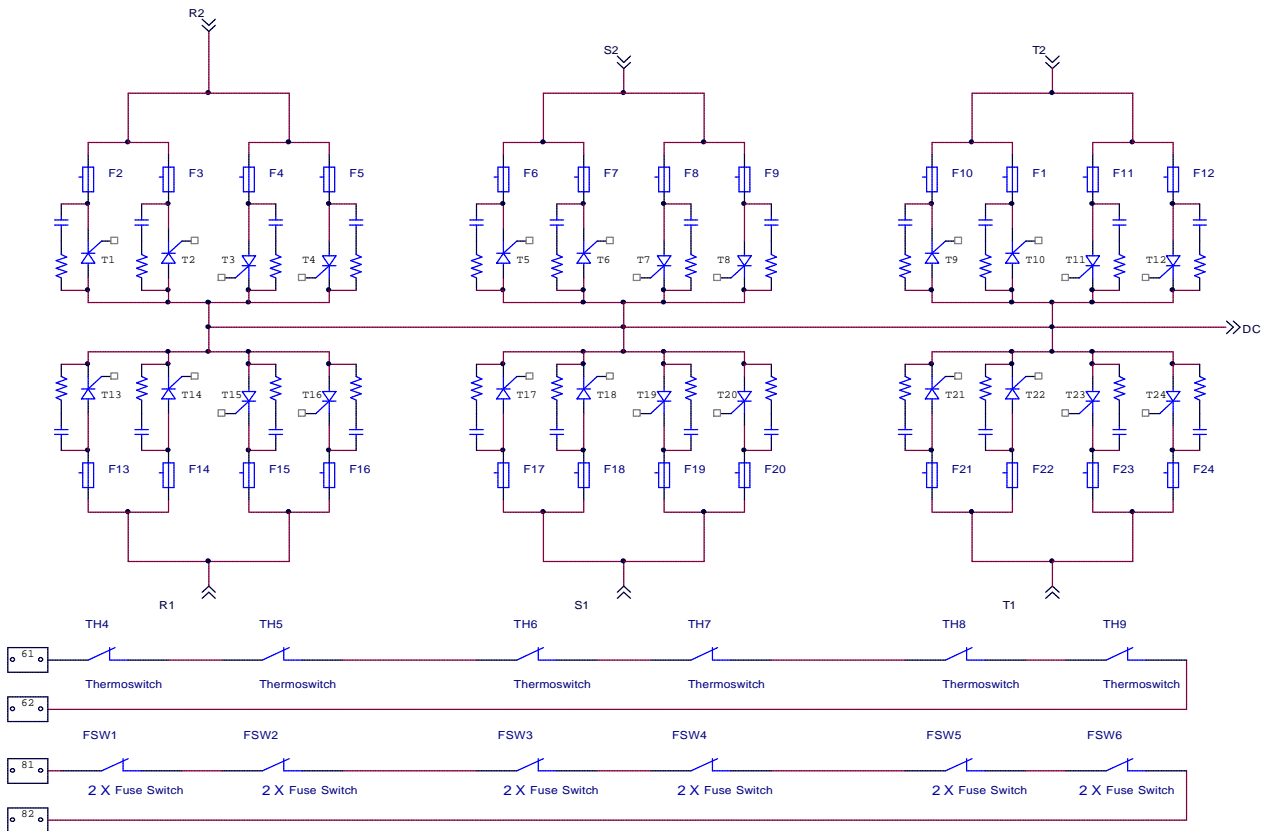 R2
S2
T2
F2 F3 F4 F5 F6 F7 F8 F9 F10 F1 F11 F12
T1 T2 T3 T4 T5 T6 T7 T8 T9 T10 T11 T12
DC
T13 T14 T15 T16 T17 T18 T19 T20 T21 T22 T23 T24
F13 F14 F15 F16 F17 F18 F19 F20 F21 F22 F23 F24
R1 S1 T1
TH4 TH5 TH6 TH7 TH8 TH9
61
Thermoswitch Thermoswitch Thermoswitch Thermoswitch Thermoswitch Thermoswitch
62
FSW1 FSW2 FSW3 FSW4 FSW5 FSW6
81
2 X Fuse Switch 2 X Fuse Switch 2 X Fuse Switch 2 X Fuse Switch 2 X Fuse Switch 2 X Fuse Switch
82